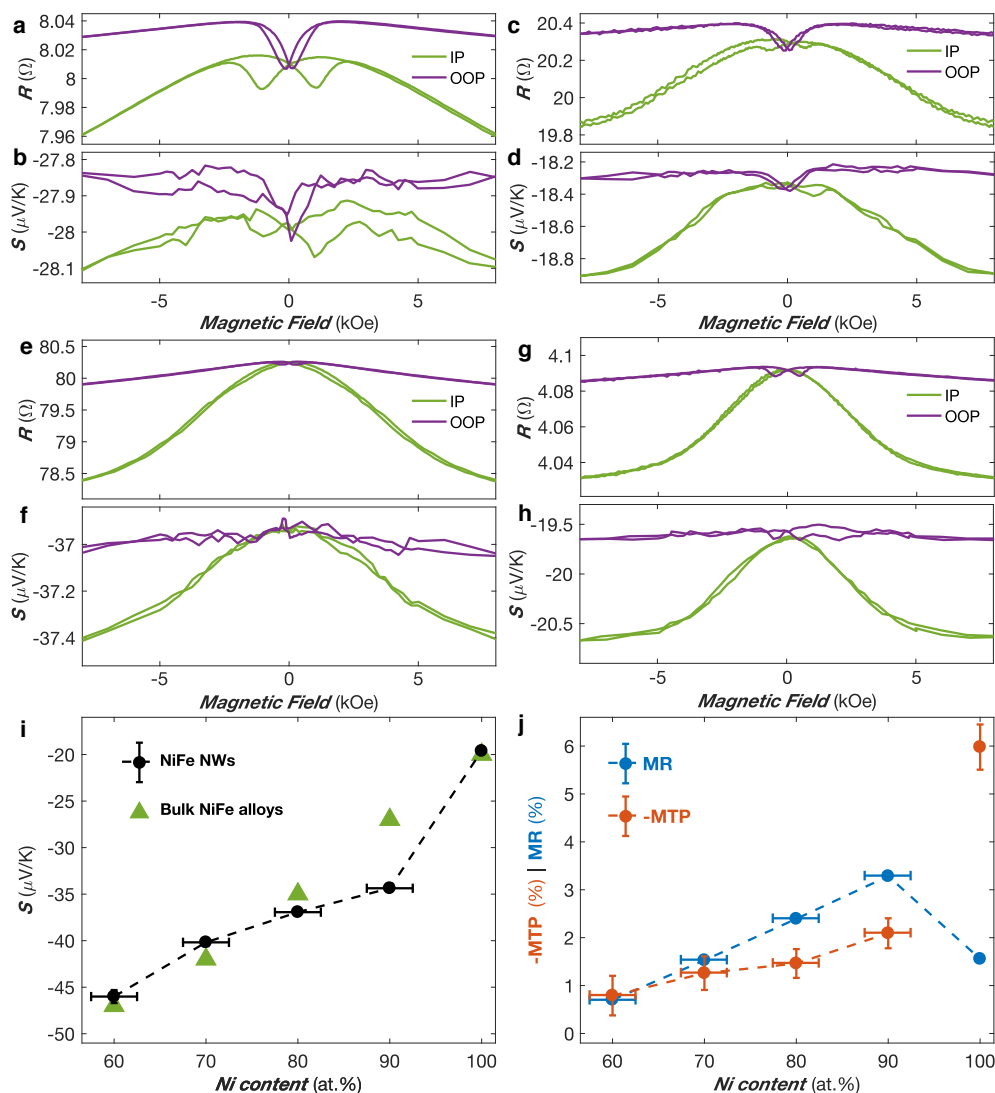 a
8.04
8.02
8
7.98
7.96
R (Ω)
IP
OOP
b
-27.8
-27.9
-28
-28.1
S (μV/K)
-5
0
5
Magnetic Field (kOe)
c
20.4
20.2
20
19.8
R (Ω)
IP
OOP
d
-18.2
-18.4
-18.6
-18.8
S (μV/K)
-5
0
5
Magnetic Field (kOe)
e
80.5
80
79.5
79
78.5
R (Ω)
IP
OOP
f
-37
-37.2
-37.4
S (μV/K)
-5
0
5
Magnetic Field (kOe)
g
4.1
4.08
4.06
4.04
R (Ω)
IP
OOP
h
-19.5
-20
-20.5
S (μV/K)
-5
0
5
Magnetic Field (kOe)
i
-20
-25
-30
-35
-40
-45
-50
S (μV/K)
NiFe NWs
Bulk NiFe alloys
60
70
80
90
100
Ni content (at.%)
j
6
5
4
3
2
1
0
-MTP (%) | MR (%)
MR
-MTP
60
70
80
90
100
Ni content (at.%)